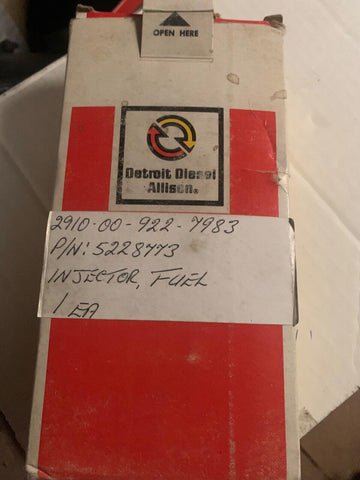 OPEN HERE
Detroit Diesel
Allison®
2910-00-922-7983
P/N: 5228773
INJECTOR, FUEL
1 EA